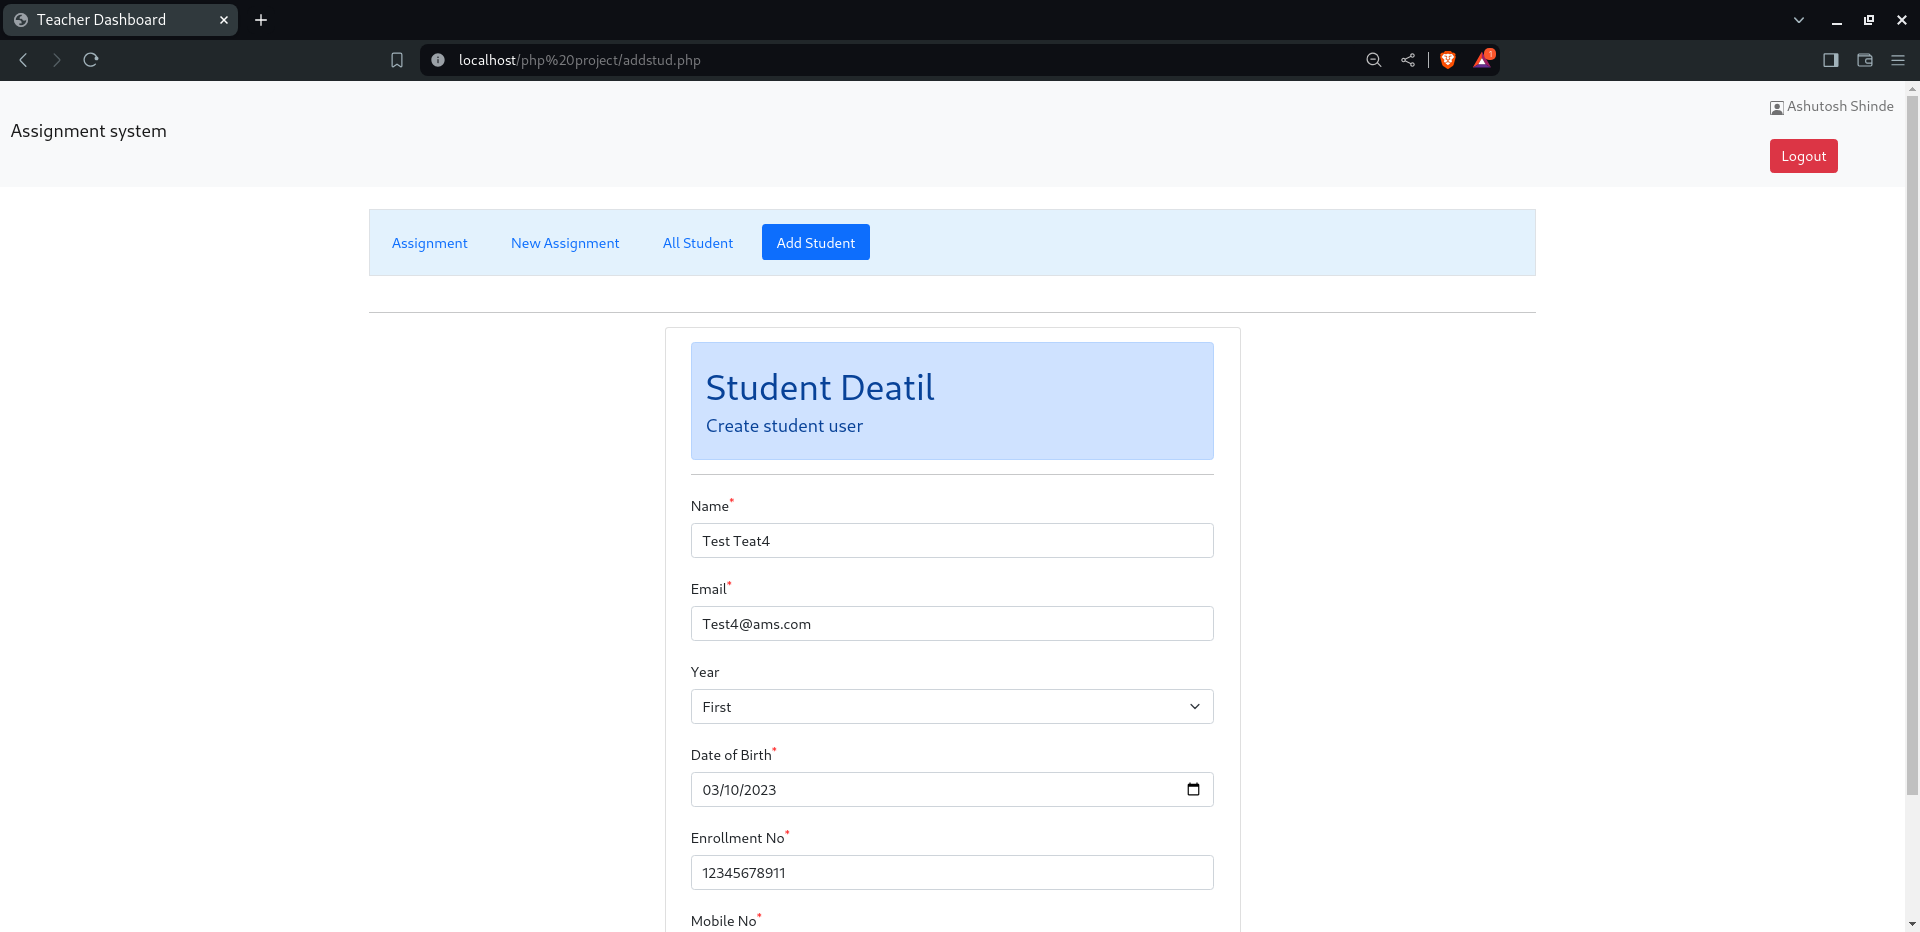 Teacher Dashboard
localhost/php%20project/addstud.php
1
Ashutosh Shinde
Assignment system
Logout
Assignment New Assignment All Student Add Student
Student Deatil
Create student user
Name*
Test Teat4
Email*
Test4@ams.com
Year
First
Date of Birth*
03/10/2023
Enrollment No*
12345678911
Mobile No*